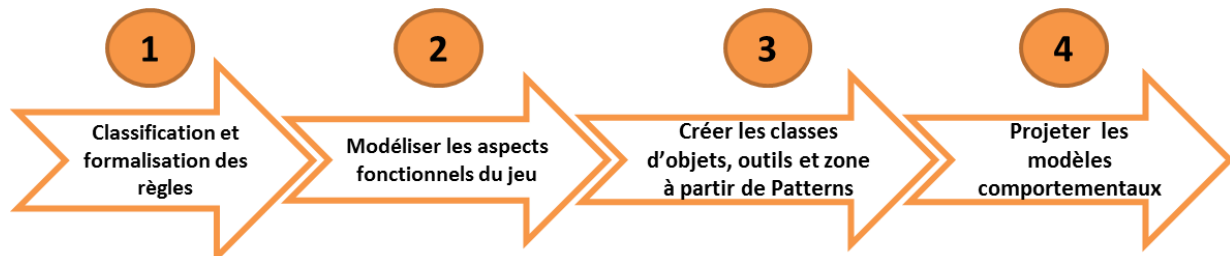 1
Classification et
formalisation des
règles
2
Modéliser les aspects
fonctionnels du jeu
3
Créer les classes
d'objets, outils et zone
à partir de Patterns
4
Projeter les
modèles
comportementaux